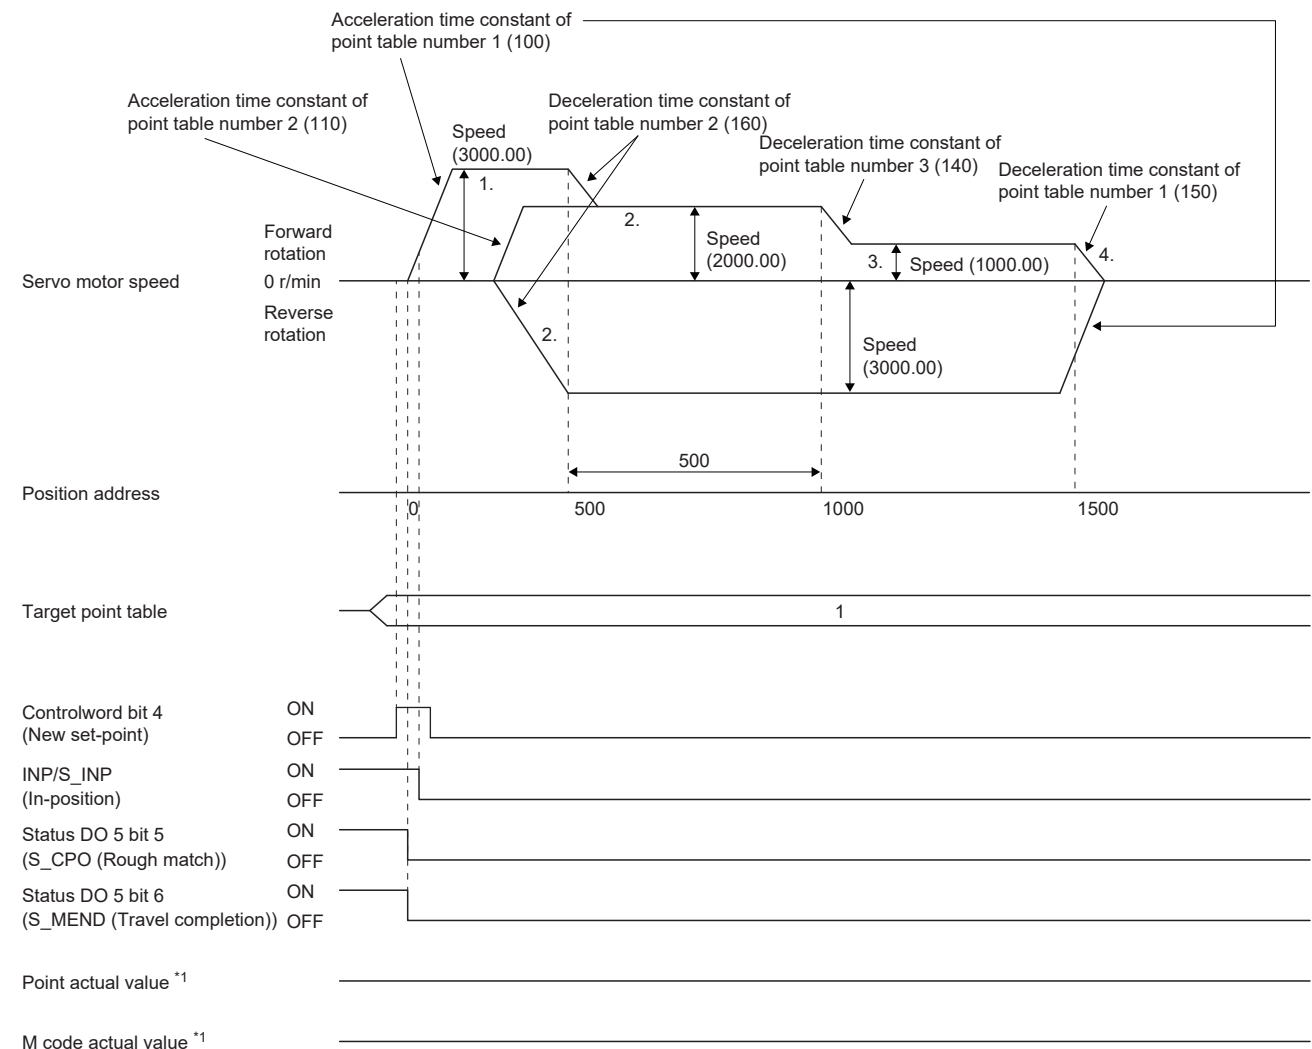 Acceleration time constant of
point table number 1 (100)
Acceleration time constant of
point table number 2 (110)
Deceleration time constant of
point table number 2 (160)
Speed
(3000.00)
Deceleration time constant of
point table number 3 (140)
Deceleration time constant of
point table number 1 (150)
1.
2.
Forward
rotation
Speed
(2000.00)
3.
Speed (1000.00)
4.
Servo motor speed
0 r/min
Reverse
rotation
2.
Speed
(3000.00)
500
Position address
0
500
1000
1500
Target point table
1
Controlword bit 4
(New set-point)
ON
OFF
INP/S_INP
(In-position)
ON
OFF
Status DO 5 bit 5
(S_CPO (Rough match))
ON
OFF
Status DO 5 bit 6
(S_MEND (Travel completion))
ON
OFF
Point actual value *1
M code actual value *1